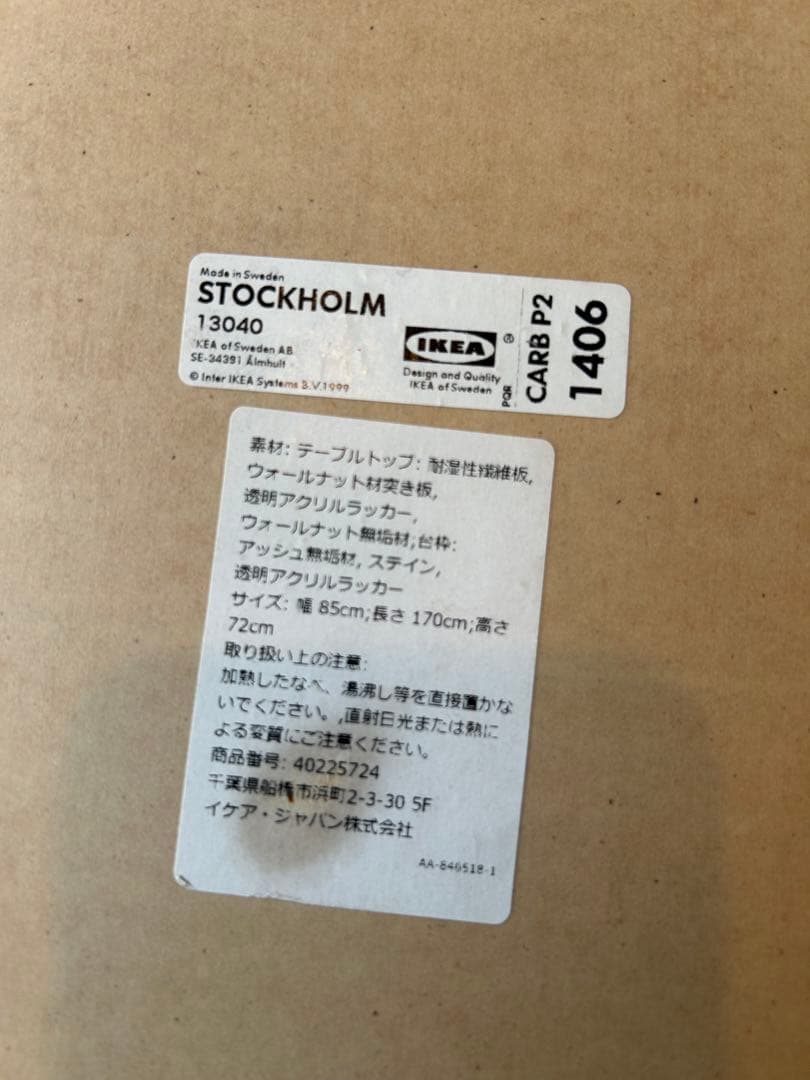 Made in Sweden
STOCKHOLM
13040
IKEA of Sweden AB
SE-34381 Älmhult
© Inter IKEA Systems B.V.1999
IKEA ®
Design and Quality
IKEA of Sweden
PQR
CARB P2
1406
素材: テーブルトップ: 耐湿性繊維板,
ウォールナット材突き板,
透明アクリルラッカー,
ウォールナット無垢材;台枠:
アッシュ無垢材, ステイン,
透明アクリルラッカー
サイズ: 幅 85cm;長さ 170cm;高さ
72cm
取り扱い上の注意:
加熱したなべ、湯沸し等を直接置かな
いでください。,直射日光または熱に
よる変質にご注意ください。
商品番号: 40225724
千葉県船橋市浜町2-3-30 5F
イケア・ジャパン株式会社
AA-846518-1